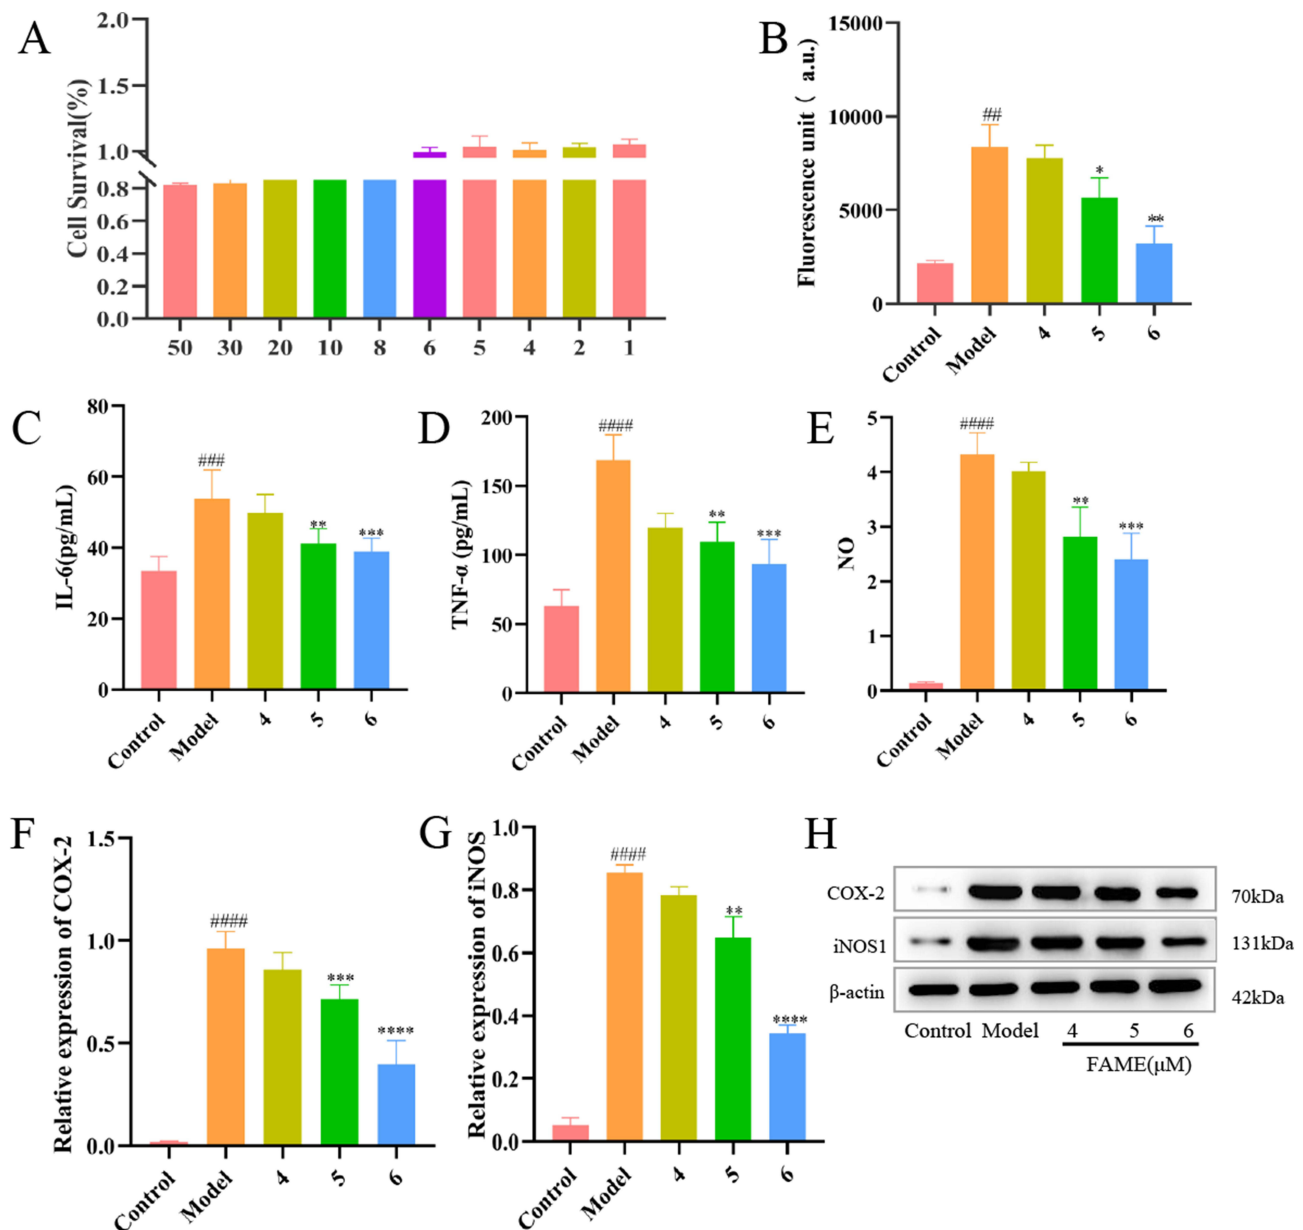 A
Cell Survival(%)
2.0
1.5
1.0
0.8
0.6
0.4
0.2
0.0
50 30 20 10 8 6 5 4 2 1
B
Fluorescence unit ( a.u.)
15000
10000
5000
0
##
*
**
Control Model 4 5 6
C
IL-6(pg/mL)
80
60
40
20
0
###
**
***
Control Model 4 5 6
D
TNF-α (pg/mL)
200
150
100
50
0
####
**
***
Control Model 4 5 6
E
NO
5
4
3
2
1
0
####
**
***
Control Model 4 5 6
F
Relative expression of COX-2
1.5
1.0
0.5
0.0
####
***
****
Control Model 4 5 6
G
Relative expression of iNOS
1.0
0.8
0.6
0.4
0.2
0.0
####
**
****
Control Model 4 5 6
H
COX-2 70kDa
iNOS1 131kDa
β-actin 42kDa
Control Model 4 5 6
FAME(μM)